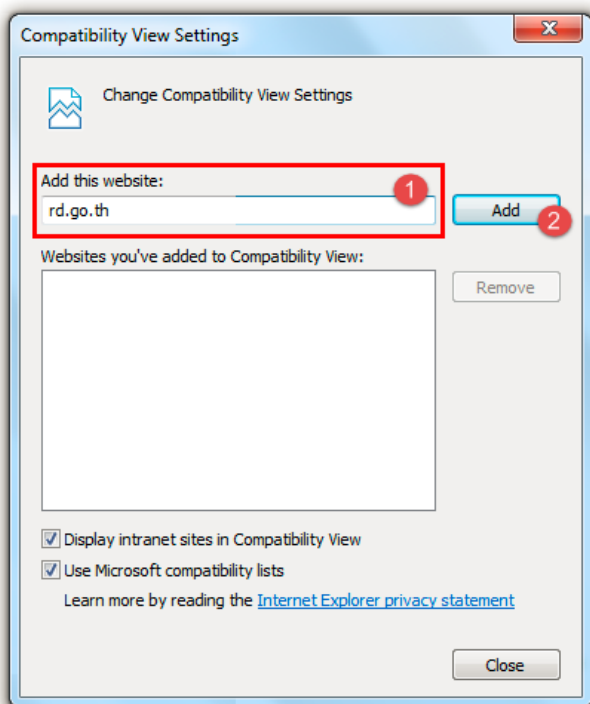 Compatibility View Settings
Change Compatibility View Settings
Add this website:
1
rd.go.th
Add
2
Websites you've added to Compatibility View:
Remove
Display intranet sites in Compatibility View
Use Microsoft compatibility lists
Learn more by reading the Internet Explorer privacy statement
Close